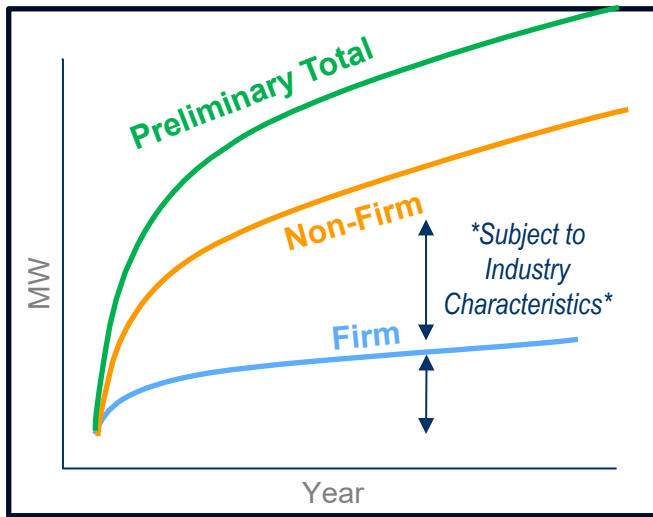 Preliminary Total
Non-Firm
*Subject to
Industry
Characteristics*
Firm
MW
Year